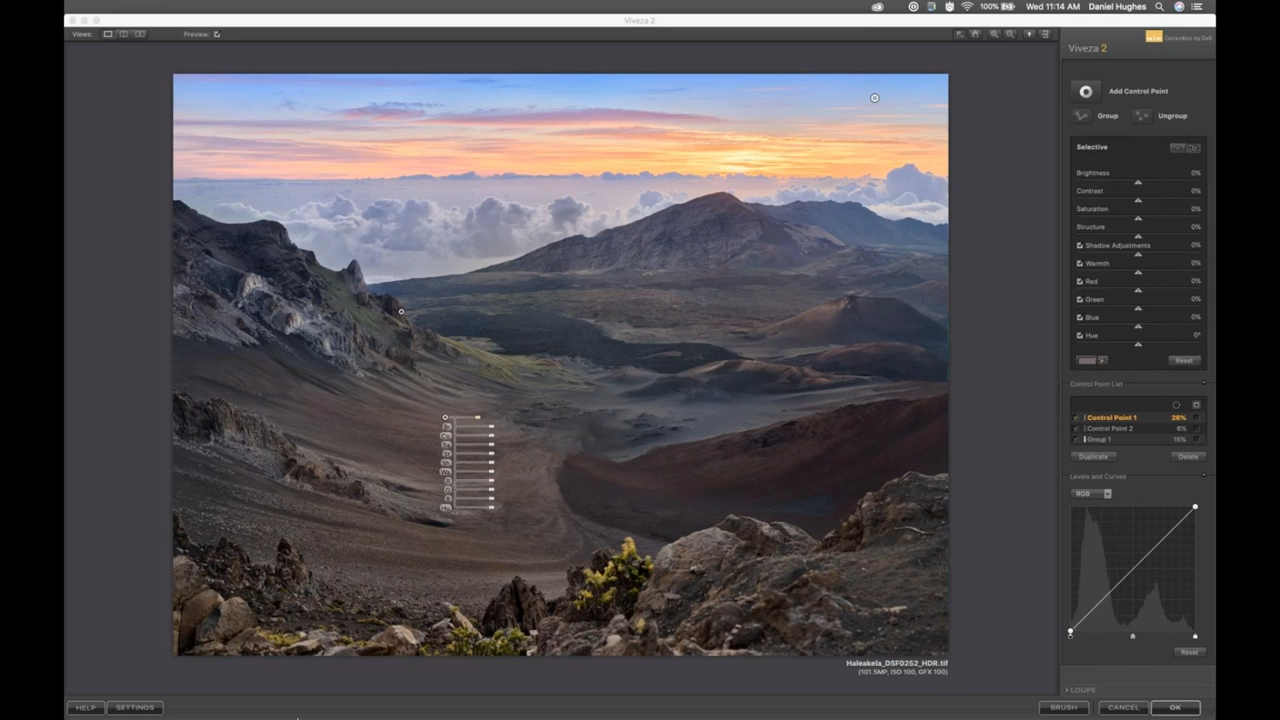 100% Wed 11:14 AM Daniel Hughes
Viveza 2
Views: Preview:
Collection by DxO
Viveza 2
Add Control Point
Group Ungroup
Selective
Brightness 0%
Contrast 0%
Saturation 0%
Structure 0%
Shadow Adjustments 0%
Warmth 0%
Red 0%
Green 0%
Blue 0%
Hue 0°
Reset
Control Point List
Control Point 1 26%
Control Point 2 6%
Group 1 15%
Duplicate Delete
Levels and Curves
RGB
Reset
Haleakela_DSF0252_HDR.tif
(101.5MP, ISO 100, GFX 100)
LOUPE
HELP SETTINGS BRUSH CANCEL OK